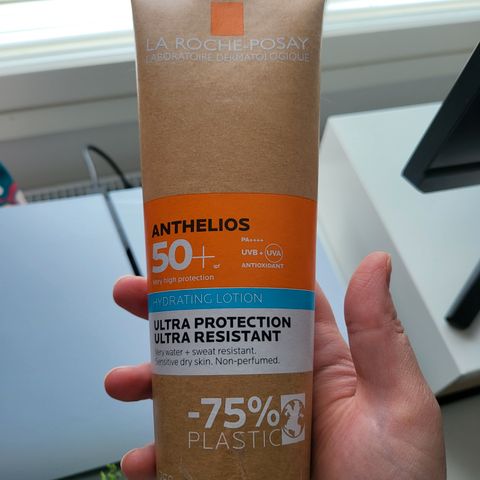 LA ROCHE-POSAY
LABORATOIRE DERMATOLOGIQUE
ANTHELIOS
50+
PA++++
UVB + UVA
ANTIOXIDANT
Very high protection
HYDRATING LOTION
ULTRA PROTECTION
ULTRA RESISTANT
Very water + sweat resistant.
Sensitive dry skin. Non-perfumed.
-75%
PLASTIC